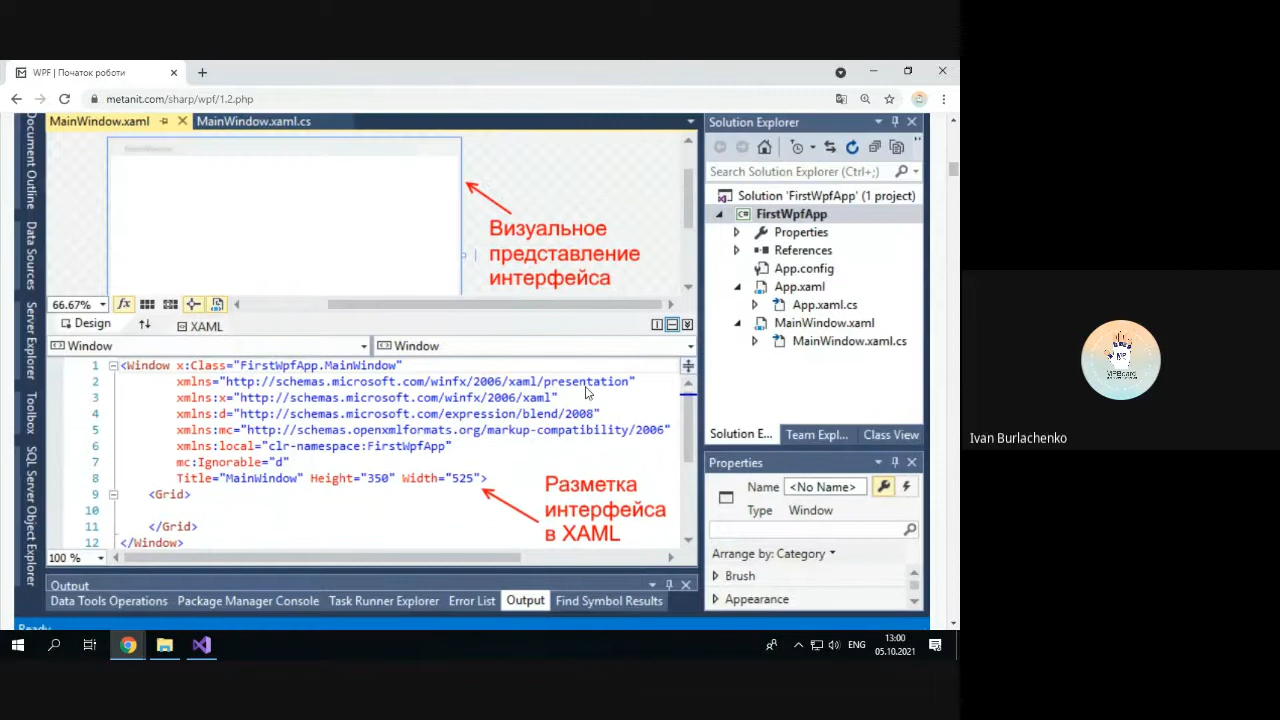 WPF | Початок роботи
metanit.com/sharp/wpf/1.2.php
MainWindow.xaml
MainWindow.xaml.cs
Document Outline
Data Sources
Server Explorer
Toolbox
SQL Server Object Explorer
Визуальное
представление
интерфейса
66.67%
fx
Design
XAML
Window
Window
1 <Window x:Class="FirstWpfApp.MainWindow"
2 xmlns="http://schemas.microsoft.com/winfx/2006/xaml/presentation"
3 xmlns:x="http://schemas.microsoft.com/winfx/2006/xaml"
4 xmlns:d="http://schemas.microsoft.com/expression/blend/2008"
5 xmlns:mc="http://schemas.openxmlformats.org/markup-compatibility/2006"
6 xmlns:local="clr-namespace:FirstWpfApp"
7 mc:Ignorable="d"
8 Title="MainWindow" Height="350" Width="525">
9 <Grid>
10
11 </Grid>
12 </Window>
Разметка
интерфейса
в XAML
100 %
Output
Data Tools Operations Package Manager Console Task Runner Explorer Error List Output Find Symbol Results
Ready
Solution Explorer
Search Solution Explorer (Ctrl+;)
Solution 'FirstWpfApp' (1 project)
FirstWpfApp
Properties
References
App.config
App.xaml
App.xaml.cs
MainWindow.xaml
MainWindow.xaml.cs
Solution E... Team Expl... Class View
Properties
Name <No Name>
Type Window
Arrange by: Category
Brush
Appearance
ENG
13:00
05.10.2021
Ivan Burlachenko